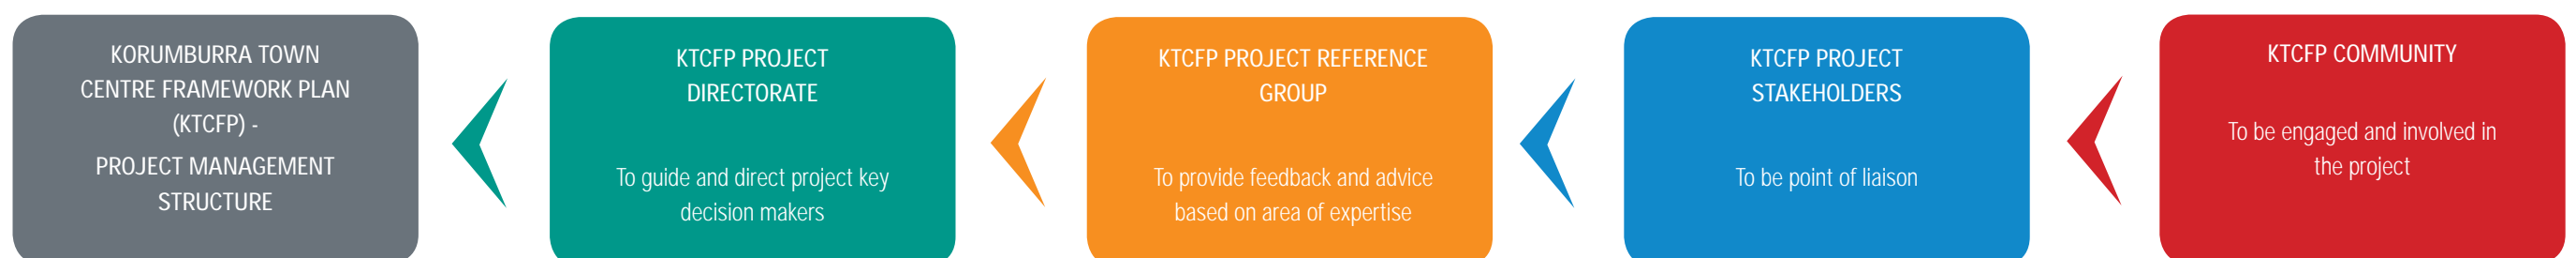 KORUMBURRA TOWN
CENTRE FRAMEWORK PLAN
(KTCFP) -
PROJECT MANAGEMENT
STRUCTURE
KTCFP PROJECT
DIRECTORATE
To guide and direct project key
decision makers
KTCFP PROJECT REFERENCE
GROUP
To provide feedback and advice
based on area of expertise
KTCFP PROJECT
STAKEHOLDERS
To be point of liaison
KTCFP COMMUNITY
To be engaged and involved in
the project